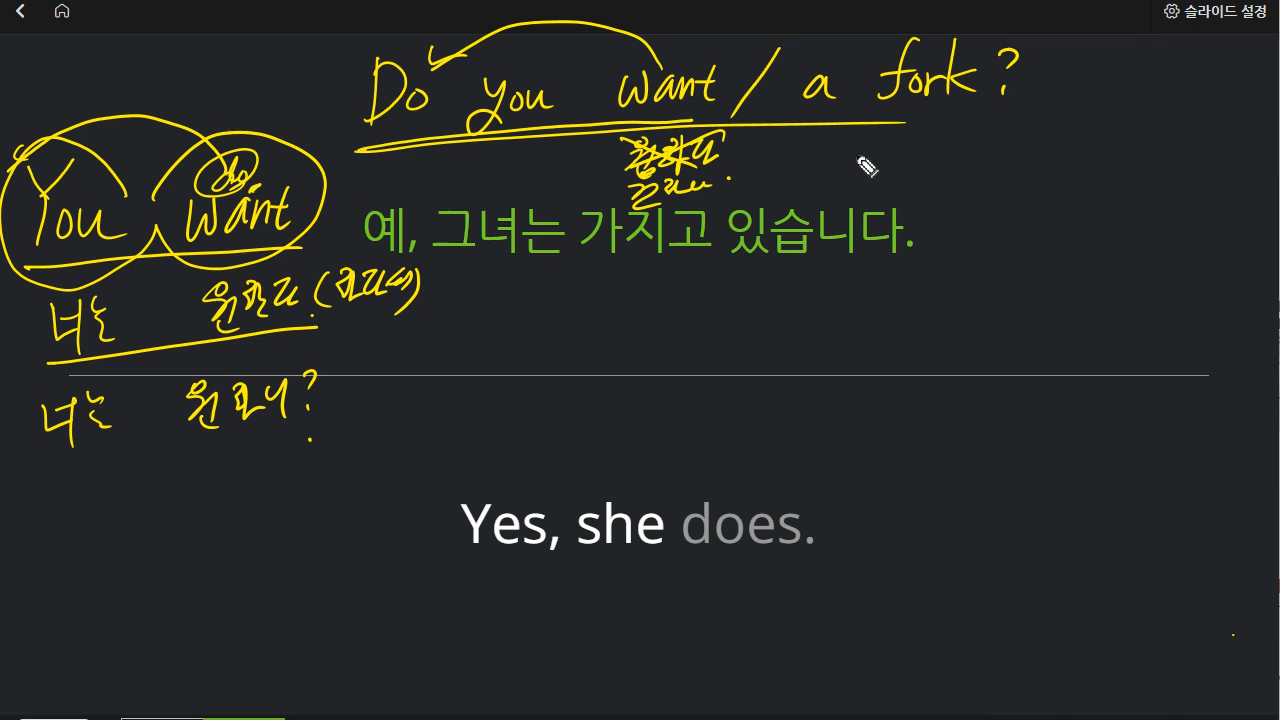 슬라이드 설정
Do you want / a fork?
do
You want
예, 그녀는 가지고 있습니다.
너는 원한다.
너는 원하니?
Yes, she does.